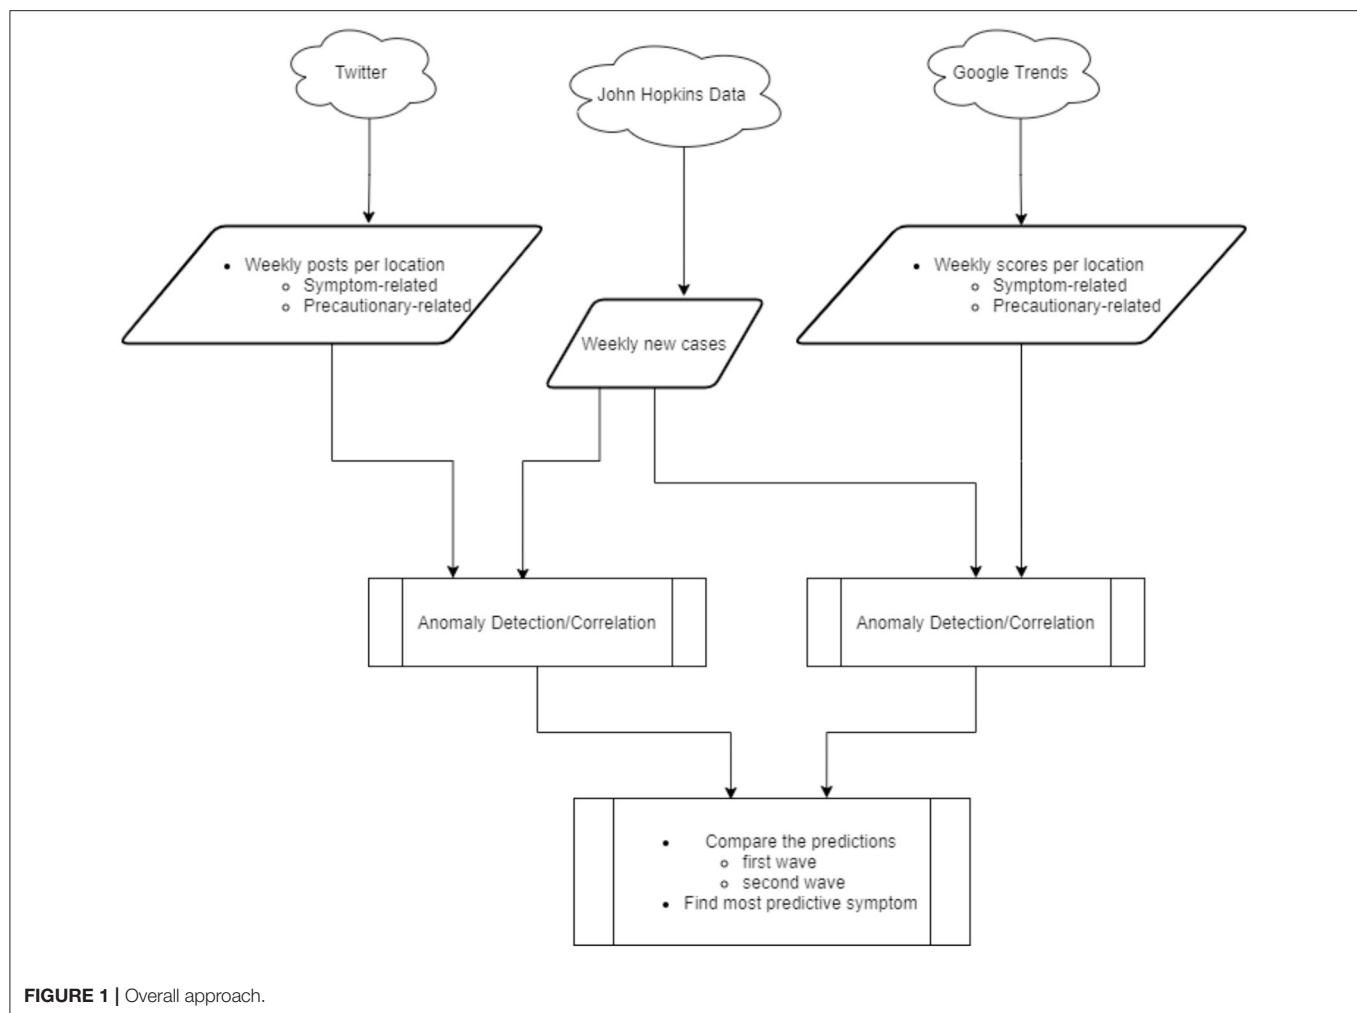 Twitter
John Hopkins Data
Google Trends
• Weekly posts per location
○ Symptom-related
○ Precautionary-related
Weekly new cases
• Weekly scores per location
○ Symptom-related
○ Precautionary-related
Anomaly Detection/Correlation
Anomaly Detection/Correlation
• Compare the predictions
○ first wave
○ second wave
• Find most predictive symptom
FIGURE 1 | Overall approach.